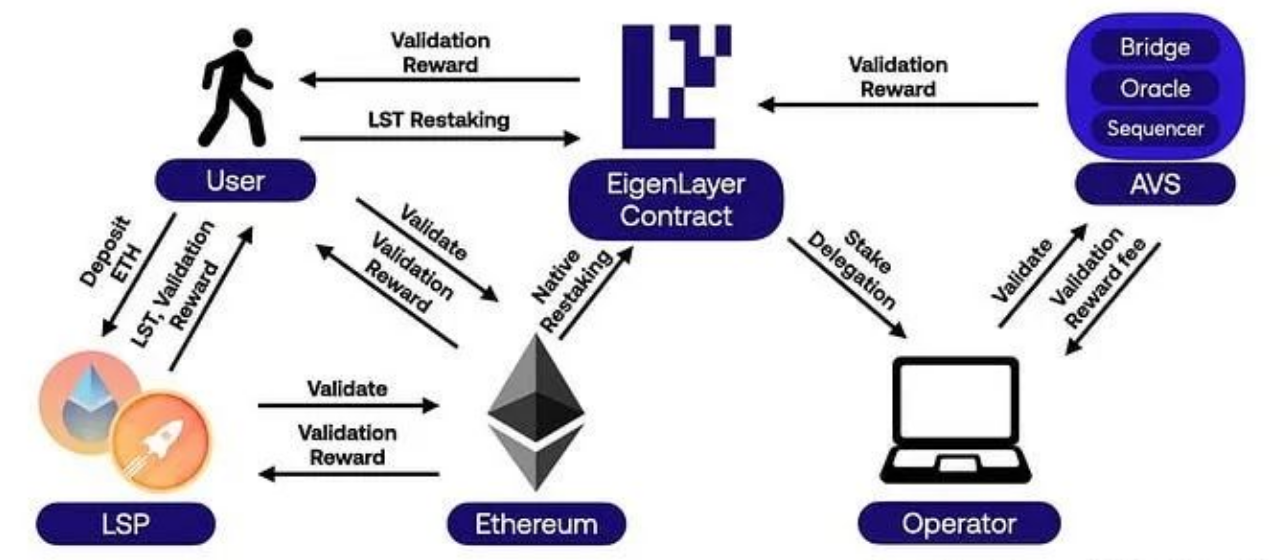 Validation
Reward
LST Restaking
User
EigenLayer
Contract
Validation
Reward
Bridge
Oracle
Sequencer
AVS
Deposit
ETH
LST, Validation
Reward
Validate
Validation
Reward
Native
Restaking
Stake
Delegation
Validate
Validation
Reward fee
Validate
Validation
Reward
LSP
Ethereum
Operator